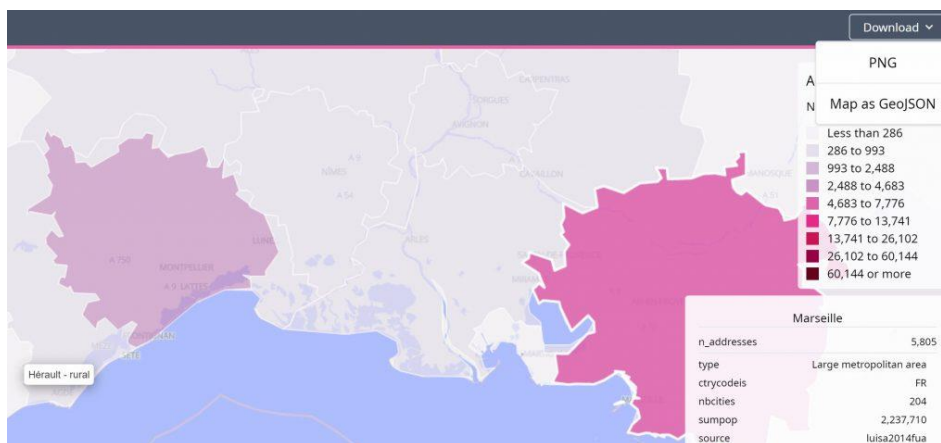 Download
PNG
Map as GeoJSON
A
N
Less than 286
286 to 993
993 to 2,488
2,488 to 4,683
4,683 to 7,776
7,776 to 13,741
13,741 to 26,102
26,102 to 60,144
60,144 or more
CARPENTRAS
SORGUES
AVIGNON
CAVAILLON
MANOSQUE
A 51
A 9
NÎMES
A 54
ARLES
LUNE
A 750
MONTPELLIER
A 9
LATTES
Hérault - rural
Marseille
n_addresses 5,805
type Large metropolitan area
ctrycodeis FR
nbcities 204
sumpop 2,237,710
source luisa2014fua